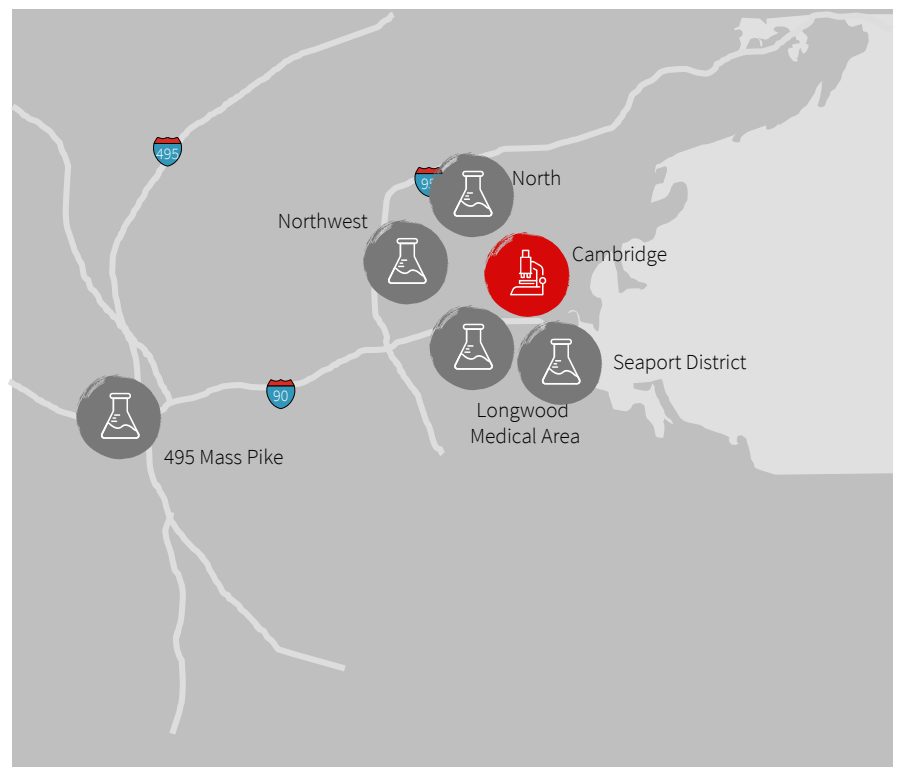 495
95
North
Northwest
Cambridge
Seaport District
90
Longwood
Medical Area
495 Mass Pike